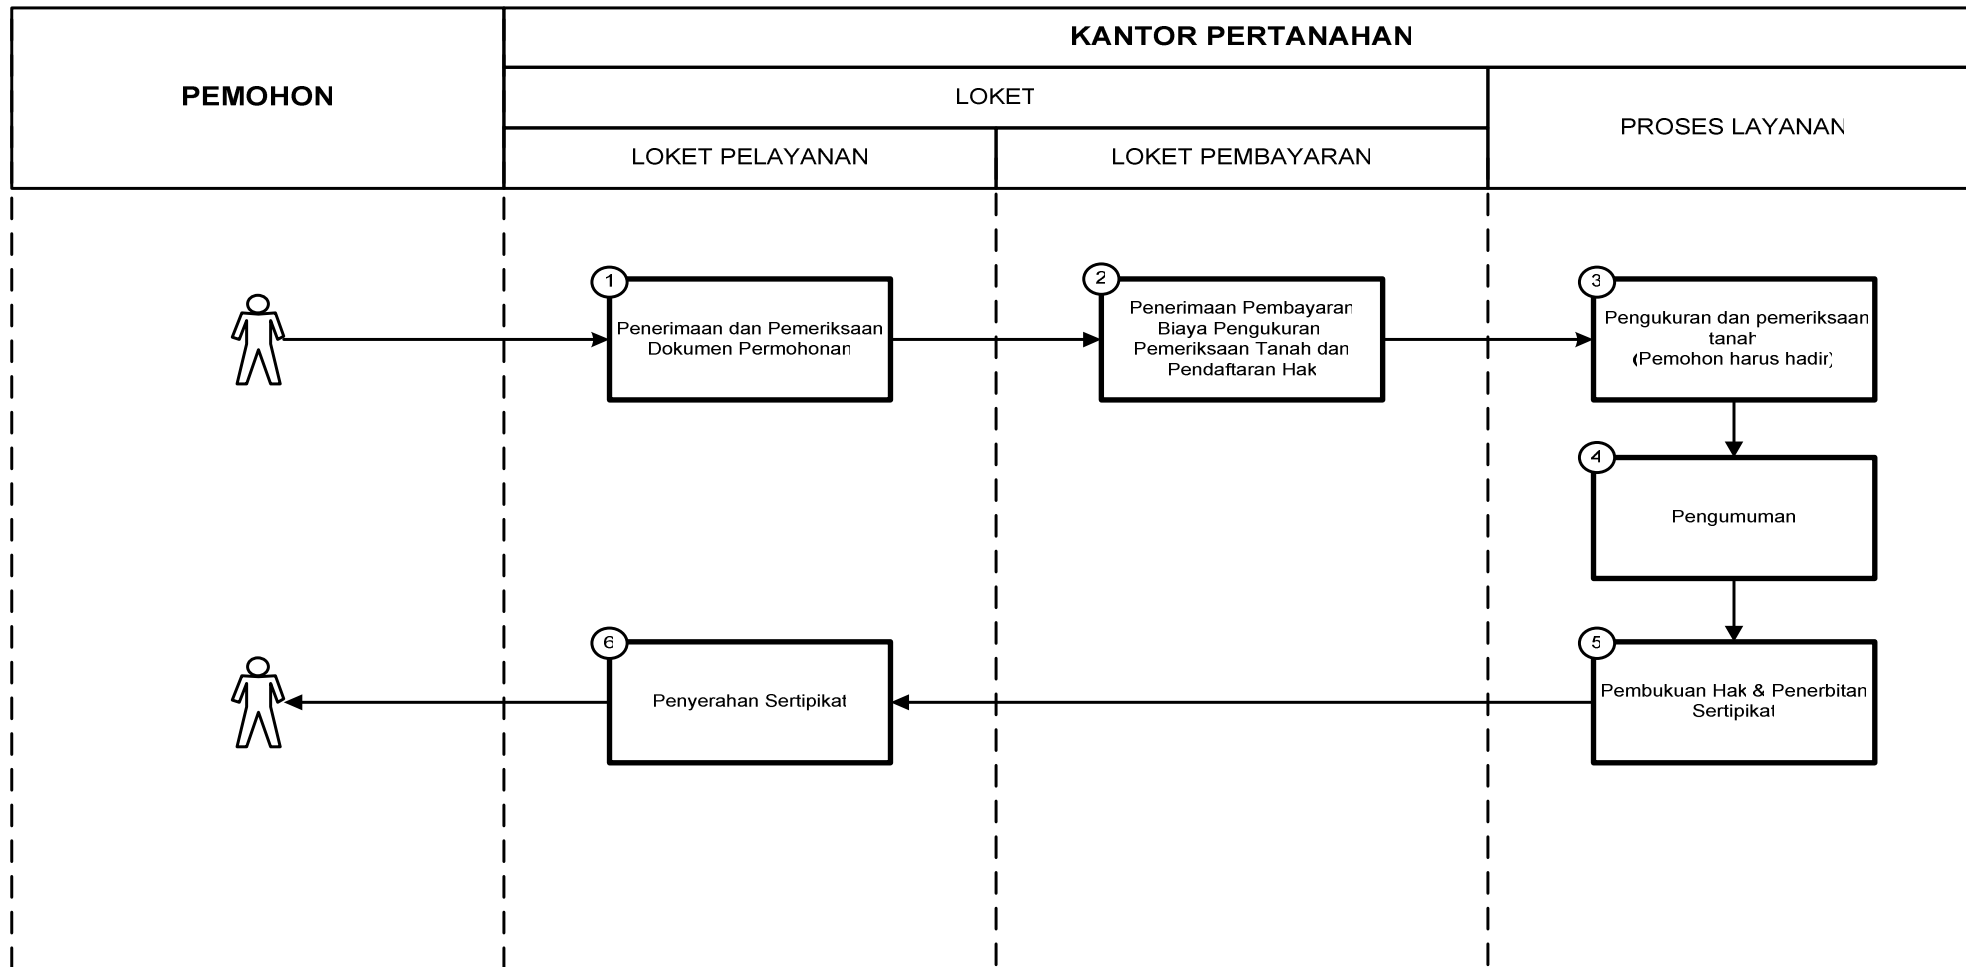 KANTOR PERTANAHAN
PEMOHON
LOKET
PROSES LAYANAN
LOKET PELAYANAN
LOKET PEMBAYARAN
1
Penerimaan dan Pemeriksaan
Dokumen Permohonan
2
Penerimaan Pembayaran
Biaya Pengukuran
Pemeriksaan Tanah dan
Pendaftaran Hak
3
Pengukuran dan pemeriksaan
tanah
(Pemohon harus hadir)
4
Pengumuman
5
Pembukuan Hak & Penerbitan
Sertipikat
6
Penyerahan Sertipikat